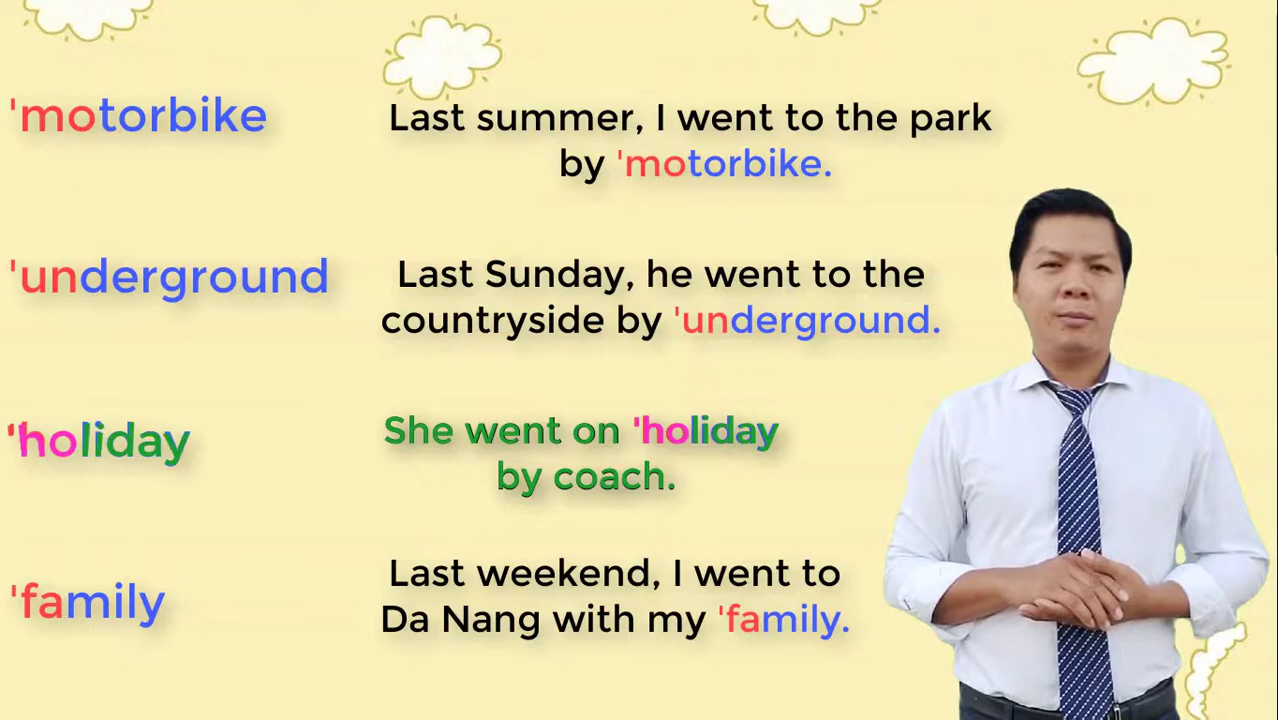 'motorbike
Last summer, I went to the park
by 'motorbike.
'underground
Last Sunday, he went to the
countryside by 'underground.
'holiday
She went on 'holiday
by coach.
'family
Last weekend, I went to
Da Nang with my 'family.